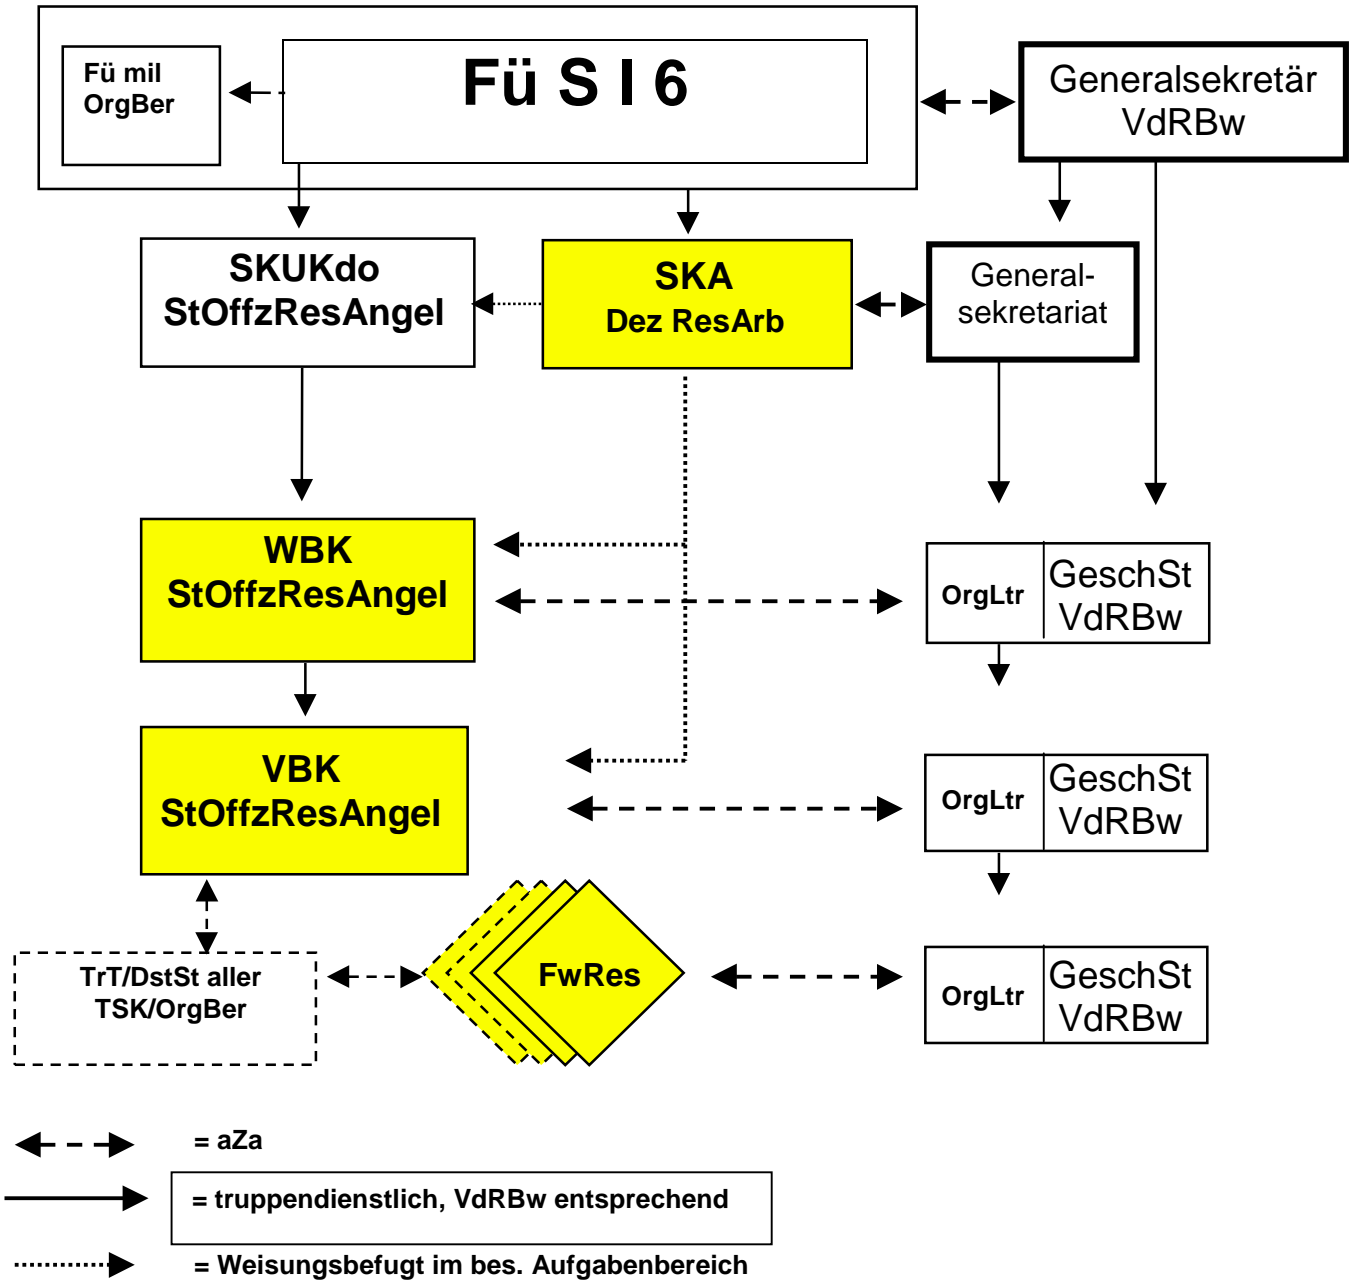 Fü mil
OrgBer
Fü S I 6
Generalsekretär
VdRBw
SKUKdo
StOffzResAngel
SKA
Dez ResArb
General-
sekretariat
WBK
StOffzResAngel
OrgLtr
GeschSt
VdRBw
VBK
StOffzResAngel
OrgLtr
GeschSt
VdRBw
TrT/DstSt aller
TSK/OrgBer
FwRes
OrgLtr
GeschSt
VdRBw
= aZa
= truppendienstlich, VdRBw entsprechend
= Weisungsbefugt im bes. Aufgabenbereich